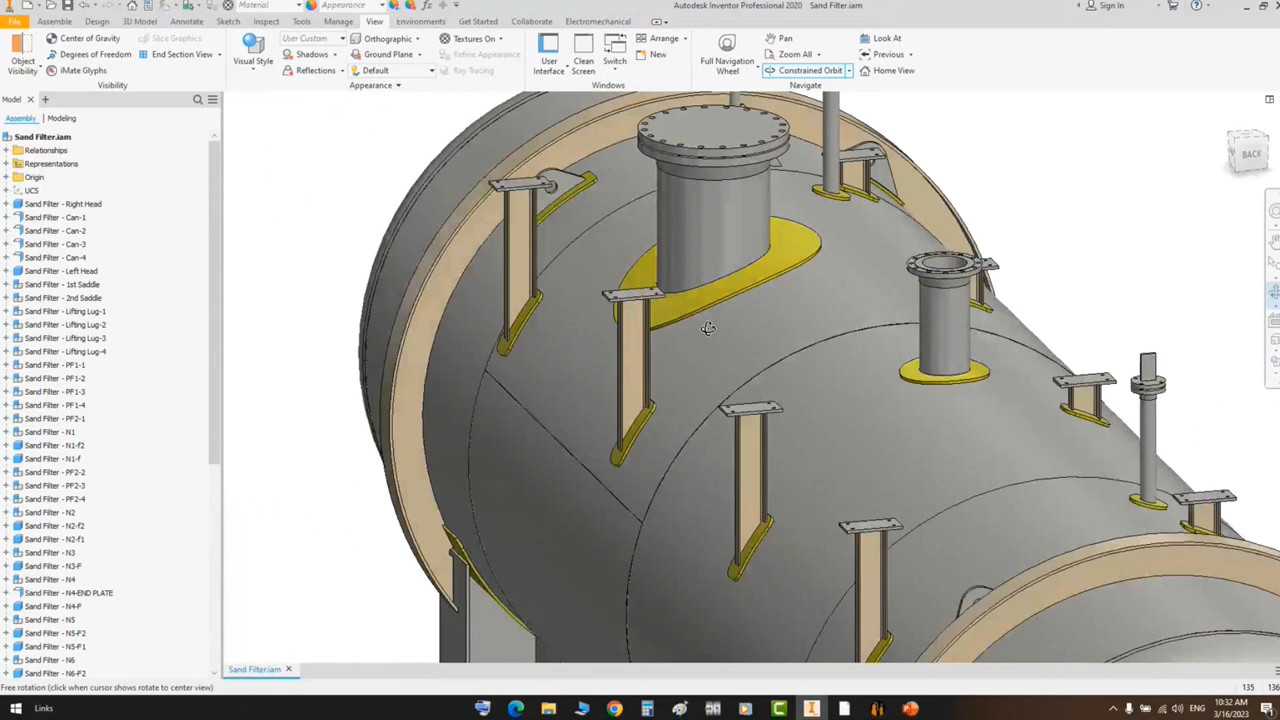 Material
Appearance
Autodesk Inventor Professional 2020 Sand Filter.iam
Sign In
File
Assemble
Design
3D Model
Annotate
Sketch
Inspect
Tools
Manage
View
Environments
Get Started
Collaborate
Electromechanical
Object
Visibility
Center of Gravity
Degrees of Freedom
iMate Glyphs
Slice Graphics
End Section View
Visibility
Visual Style
User Custom
Shadows
Reflections
Orthographic
Ground Plane
Default
Textures On
Refine Appearance
Ray Tracing
Appearance
User
Interface
Clean
Screen
Switch
Arrange
New
Windows
Full Navigation
Wheel
Pan
Zoom All
Constrained Orbit
Look At
Previous
Home View
Navigate
Model
Assembly
Modeling
Sand Filter.iam
Relationships
Representations
Origin
UCS
Sand Filter - Right Head
Sand Filter - Can-1
Sand Filter - Can-2
Sand Filter - Can-3
Sand Filter - Can-4
Sand Filter - Left Head
Sand Filter - 1st Saddle
Sand Filter - 2nd Saddle
Sand Filter - Lifting Lug-1
Sand Filter - Lifting Lug-2
Sand Filter - Lifting Lug-3
Sand Filter - Lifting Lug-4
Sand Filter - PF1-1
Sand Filter - PF1-2
Sand Filter - PF1-3
Sand Filter - PF1-4
Sand Filter - PF2-1
Sand Filter - N1
Sand Filter - N1-f2
Sand Filter - N1-f
Sand Filter - PF2-2
Sand Filter - PF2-3
Sand Filter - PF2-4
Sand Filter - N2
Sand Filter - N2-f2
Sand Filter - N2-f1
Sand Filter - N3
Sand Filter - N3-F
Sand Filter - N4
Sand Filter - N4-END PLATE
Sand Filter - N4-F
Sand Filter - N5
Sand Filter - N5-F2
Sand Filter - N5-F1
Sand Filter - N6
Sand Filter - N6-F2
BACK
Sand Filter.iam
Free rotation (click when cursor shows rotate to center view)
135
136
Links
10:32 AM
3/16/2023